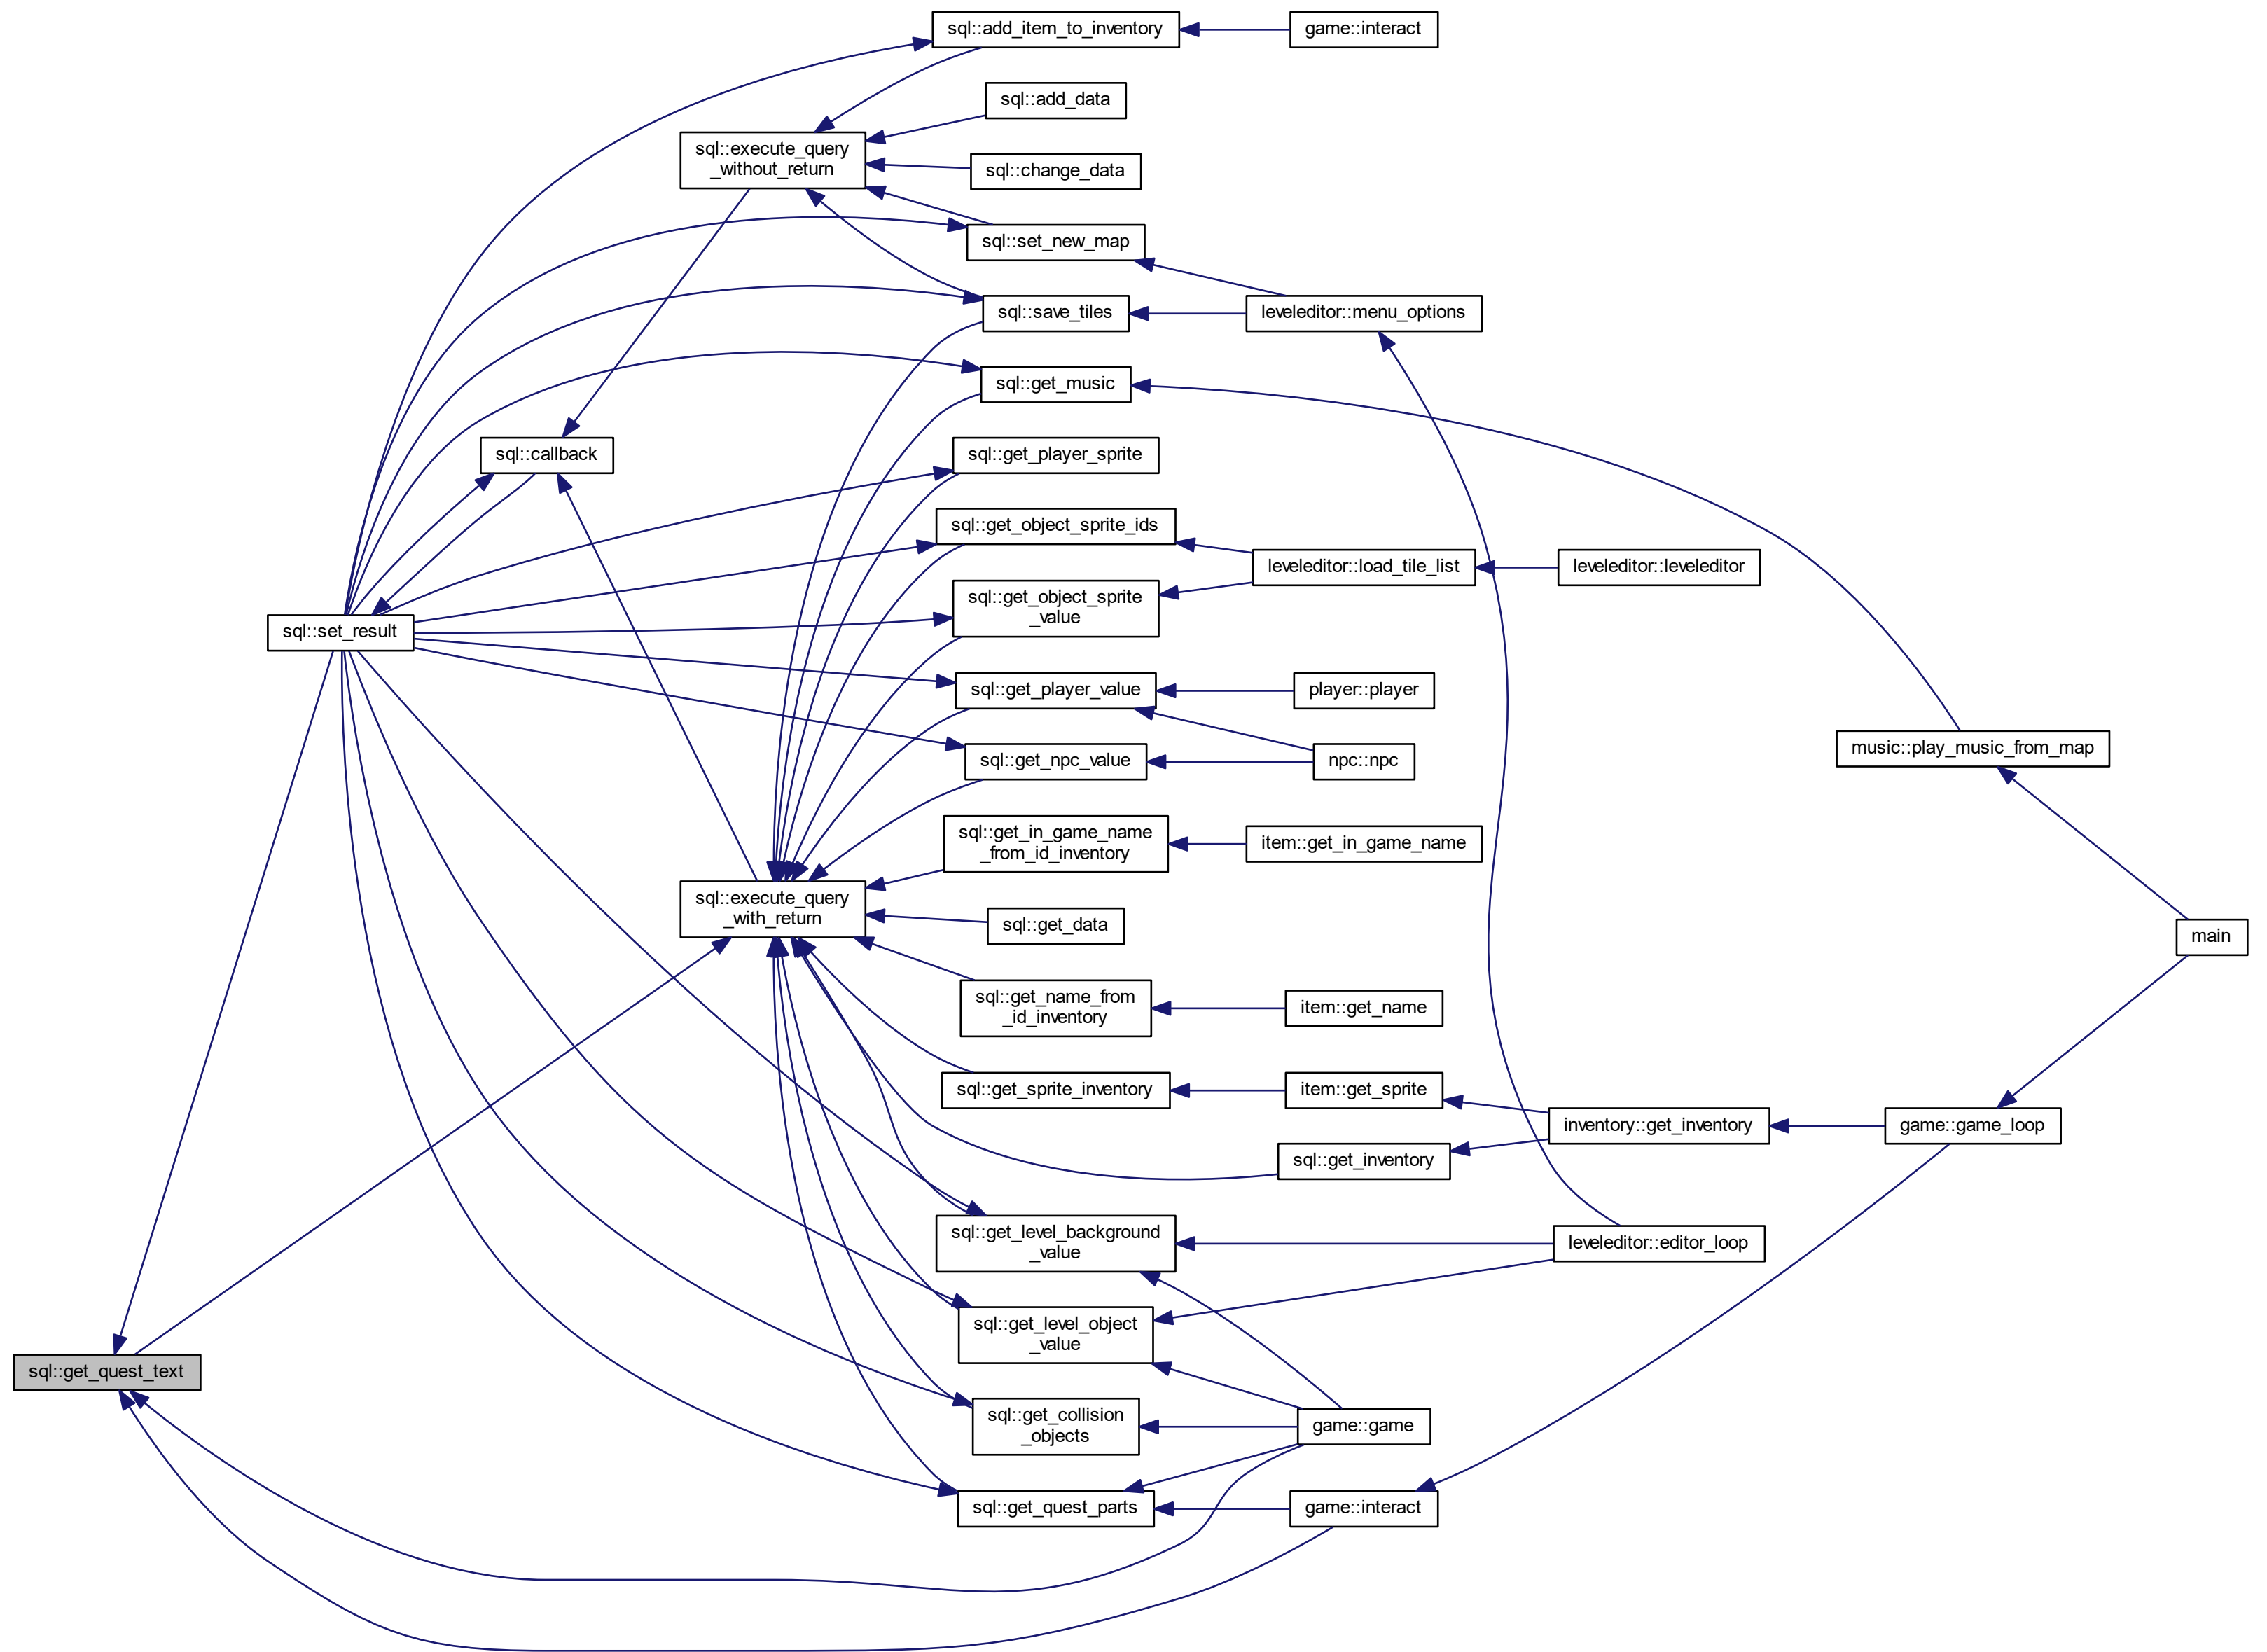 sql::add_item_to_inventory
game::interact
sql::add_data
sql::execute_query
_without_return
sql::change_data
sql::set_new_map
sql::save_tiles
leveleditor::menu_options
sql::get_music
sql::callback
sql::get_player_sprite
sql::get_object_sprite_ids
leveleditor::load_tile_list
leveleditor::leveleditor
sql::get_object_sprite
_value
sql::set_result
sql::get_player_value
player::player
sql::get_npc_value
npc::npc
music::play_music_from_map
sql::get_in_game_name
_from_id_inventory
item::get_in_game_name
sql::execute_query
_with_return
sql::get_data
main
sql::get_name_from
_id_inventory
item::get_name
sql::get_sprite_inventory
item::get_sprite
inventory::get_inventory
game::game_loop
sql::get_inventory
sql::get_level_background
_value
leveleditor::editor_loop
sql::get_level_object
_value
sql::get_quest_text
sql::get_collision
_objects
game::game
sql::get_quest_parts
game::interact